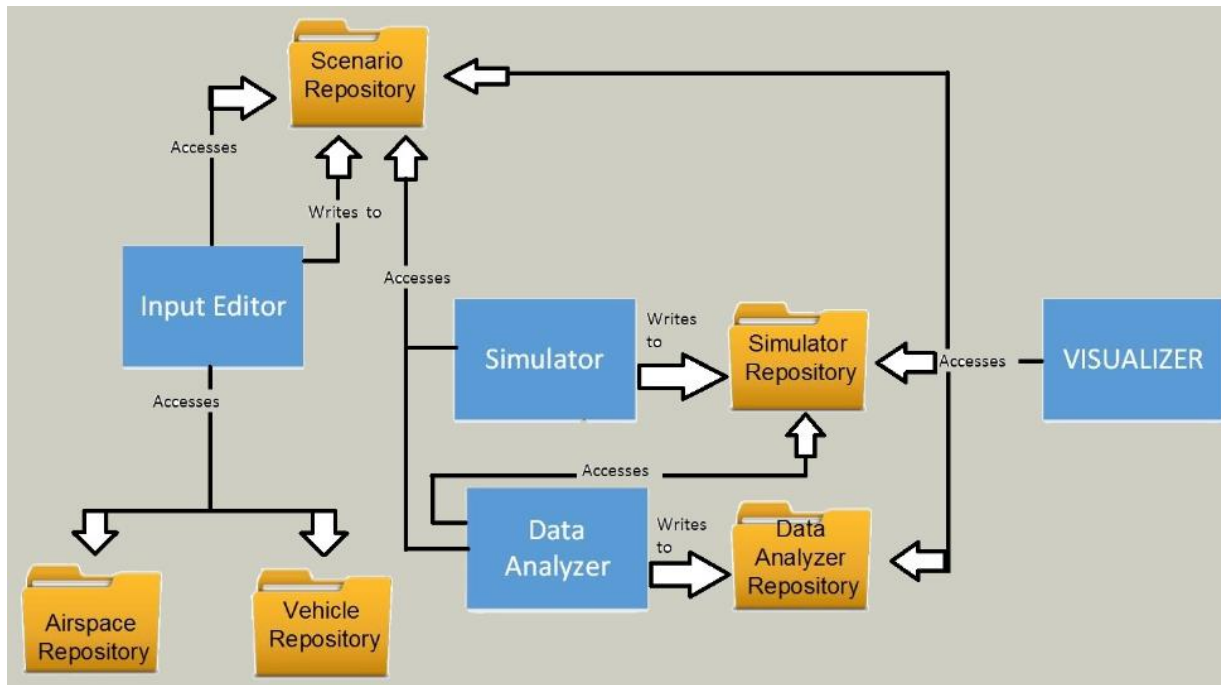 Scenario
Repository
Accesses
Writes to
Accesses
Input Editor
Accesses
Simulator
Writes
to
Simulator
Repository
Accesses
VISUALIZER
Accesses
Data
Analyzer
Writes
to
Data
Analyzer
Repository
Airspace
Repository
Vehicle
Repository